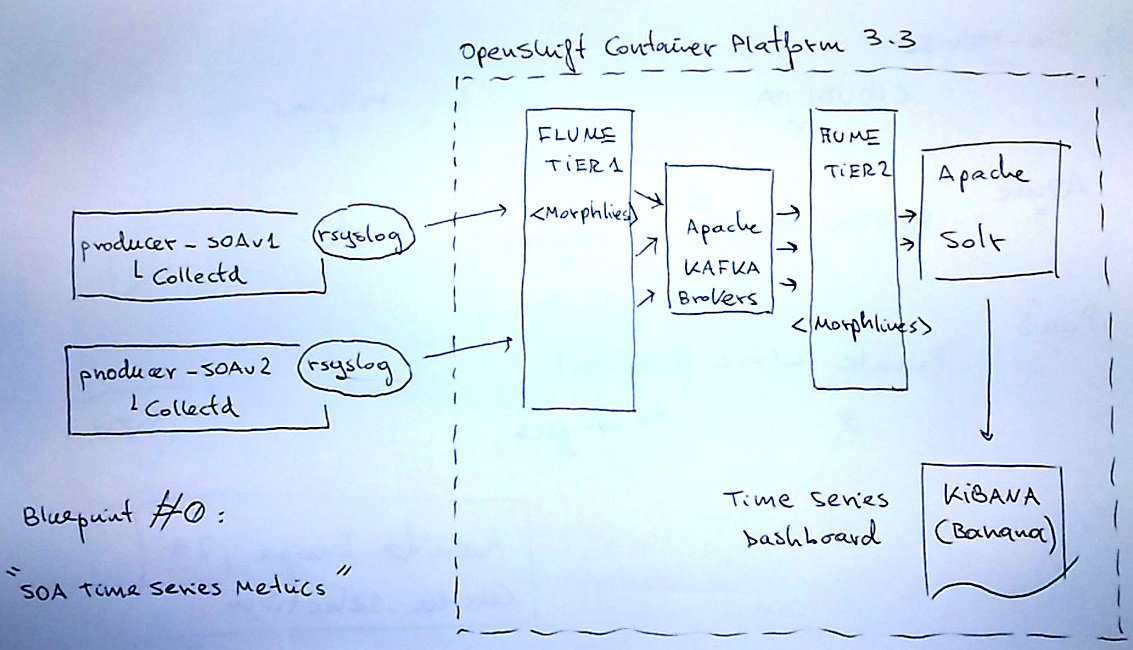 Openshift Container Platform 3.3
FLUME
TIER1
<Morphlies>
producer - SOAv1
Collectd
rsyslog
producer - SOAv2
Collectd
rsyslog
Apache
KAFKA
Brokers
FLUME
TIER2
<Morphlines>
Apache
Solr
Time Series
Dashboard
KIBANA
(Banana)
Blueprint #0:
"SOA Time Series Metrics"